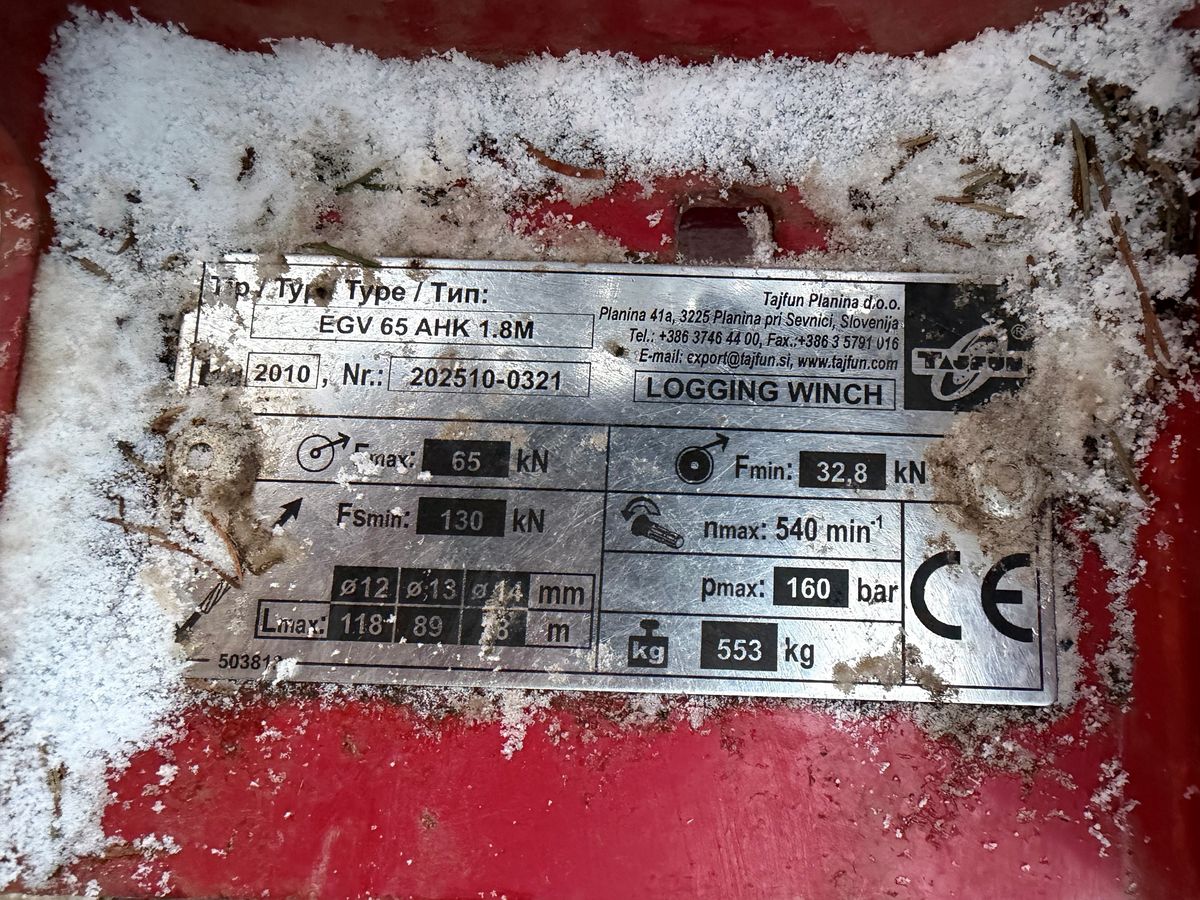 Tip / Typ / Type / Тип:
EGV 65 AHK 1.8M
2010, Nr.: 202510-0321
Tajfun Planina d.o.o.
Planina 41a, 3225 Planina pri Sevnici, Slovenija
Tel.: +386 3746 44 00, Fax.:+386 3 5791 016
E-mail: export@tajfun.si, www.tajfun.com
LOGGING WINCH
TAJFUN®
Fmax: 65 kN
Fmin: 32,8 kN
FSmin: 130 kN
nmax: 540 min⁻¹
ø12 ø13 ø14 mm
Lmax: 118 89 m
pmax: 160 bar
kg 553 kg
CE